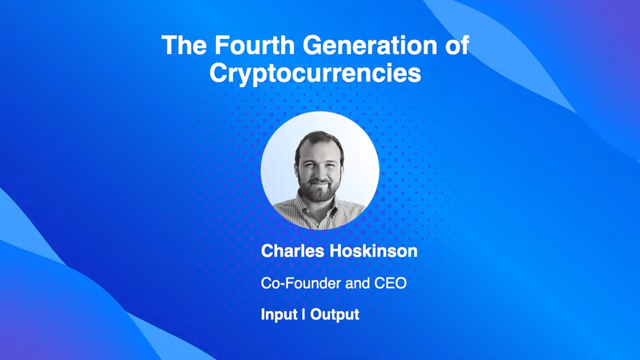 The Fourth Generation of
Cryptocurrencies
Charles Hoskinson
Co-Founder and CEO
Input | Output